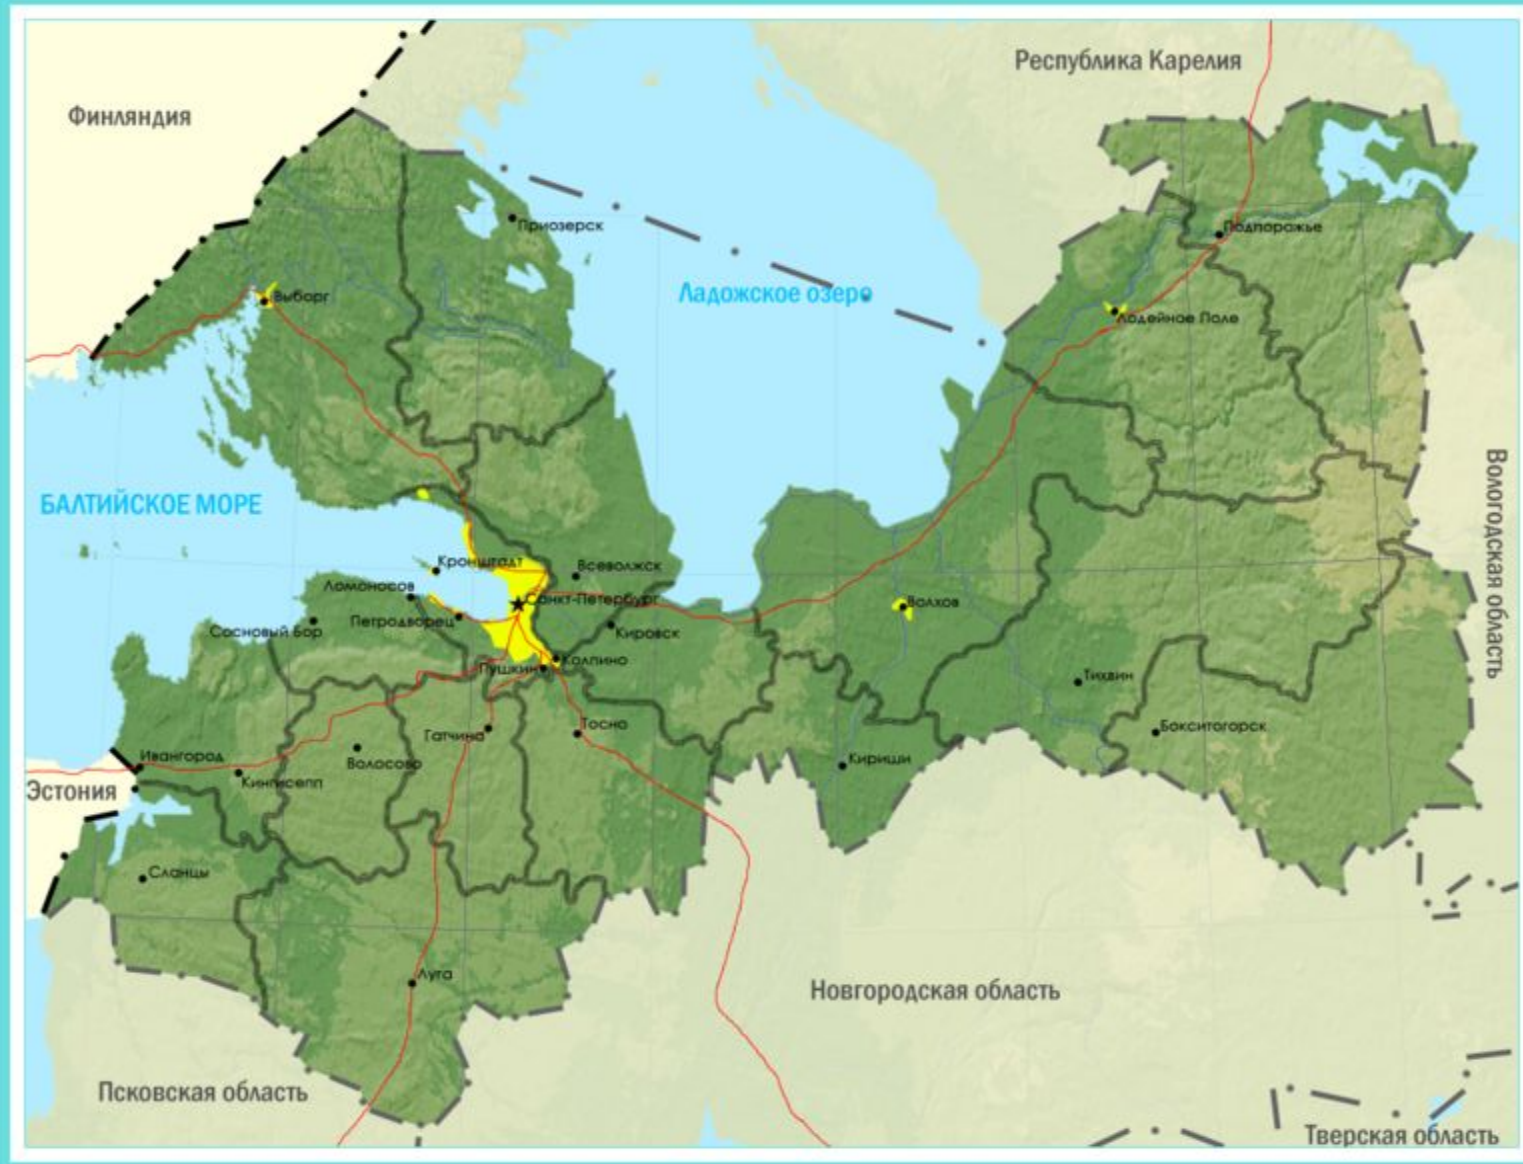 Республика Карелия
Финляндия
Приозерск
Подпорожье
Ладожское озеро
Выборг
Лодейное Поле
БАЛТИЙСКОЕ МОРЕ
Вологодская область
Кронштадт
Всеволжск
Ломоносов
Санкт-Петербург
Волхов
Петродворец
Сосновый Бор
Кировск
Колпино
Пушкин
Тихвин
Тосно
Бокситогорск
Гатчина
Ивангород
Волосово
Кириши
Кингисепп
Эстония
Сланцы
Луга
Новгородская область
Псковская область
Тверская область